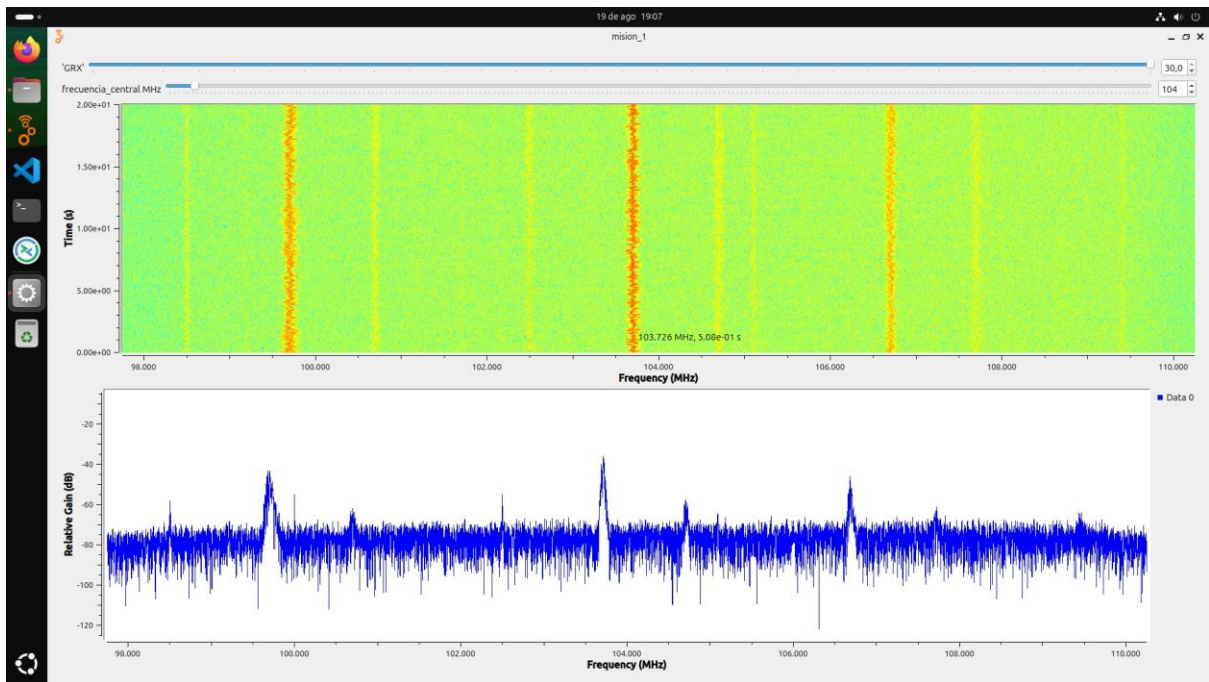 19 de ago 19:07
mision_1
'GRX'
30,0
frecuencia_central MHz
104
2.00e+01
1.50e+01
1.00e+01
5.00e+00
0.00e+00
Time (s)
103.726 MHz, 5.08e-01 s
98.000 100.000 102.000 104.000 106.000 108.000 110.000
Frequency (MHz)
Data 0
-20
-40
-60
-80
-100
-120
Relative Gain (dB)
98.000 100.000 102.000 104.000 106.000 108.000 110.000
Frequency (MHz)